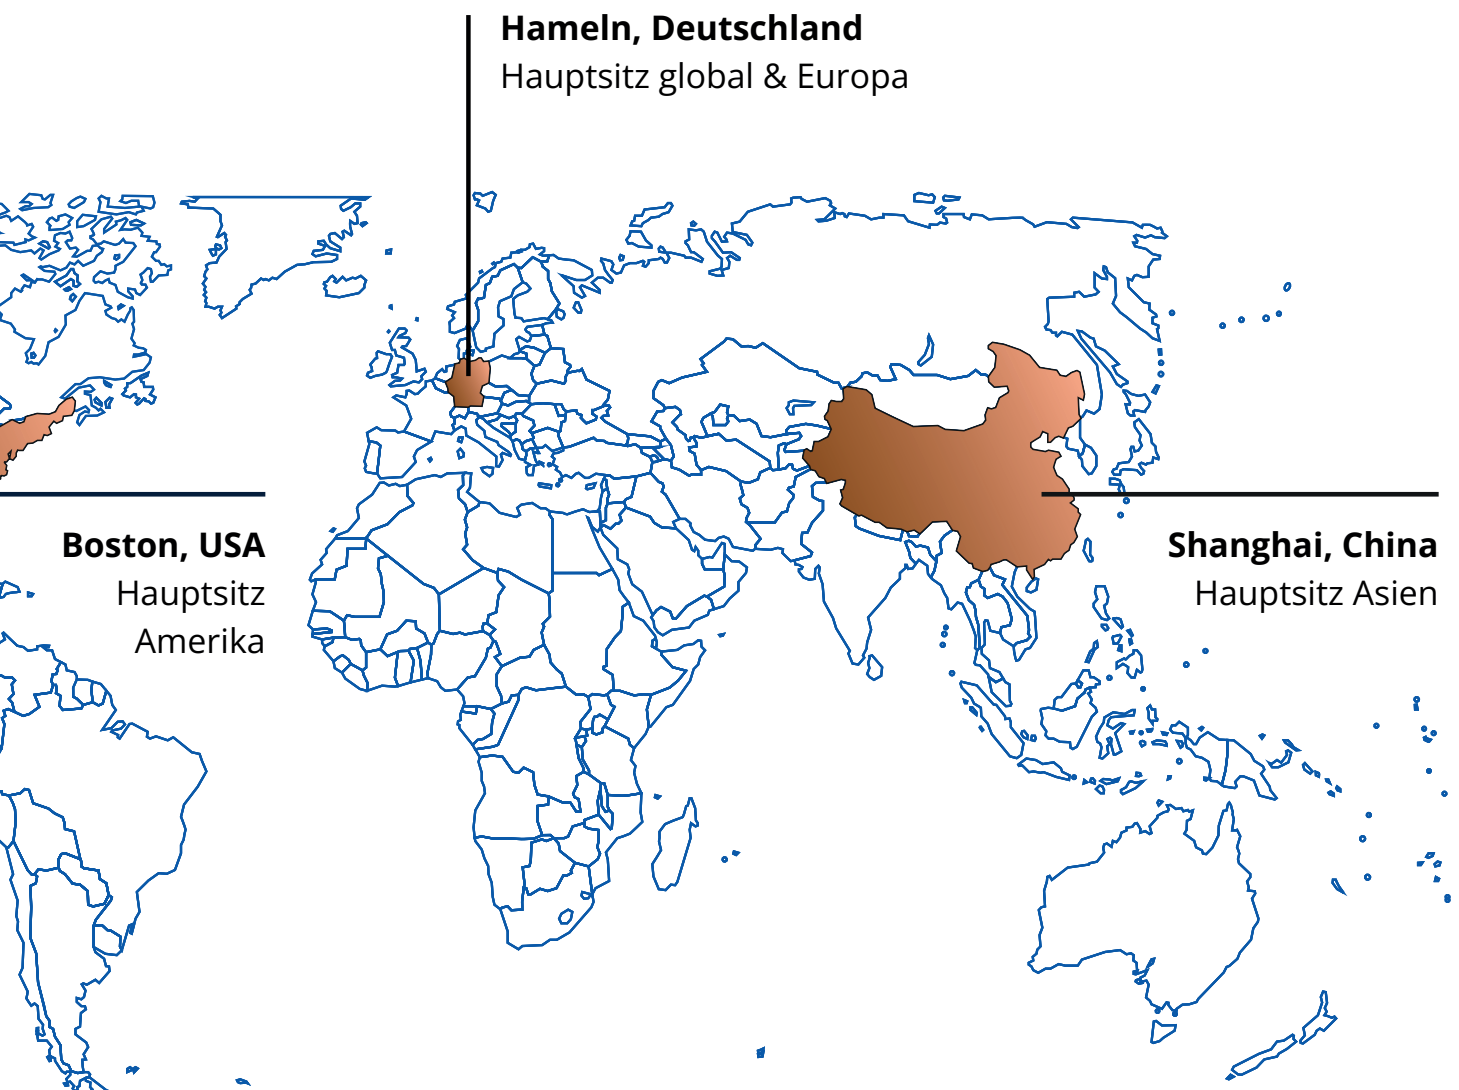 Hameln, Deutschland
Hauptsitz global & Europa
Boston, USA
Hauptsitz
Amerika
Shanghai, China
Hauptsitz Asien